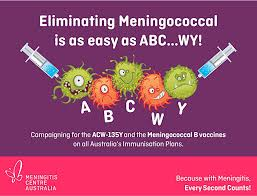 Eliminating Meningococcal
is as easy as ABC...WY!
A B C W Y
Campaigning for the ACW-135Y and the Meningococcal B vaccines
on all Australia's Immunisation Plans.
MENINGITIS
CENTRE
AUSTRALIA
Because with Meningitis,
Every Second Counts!